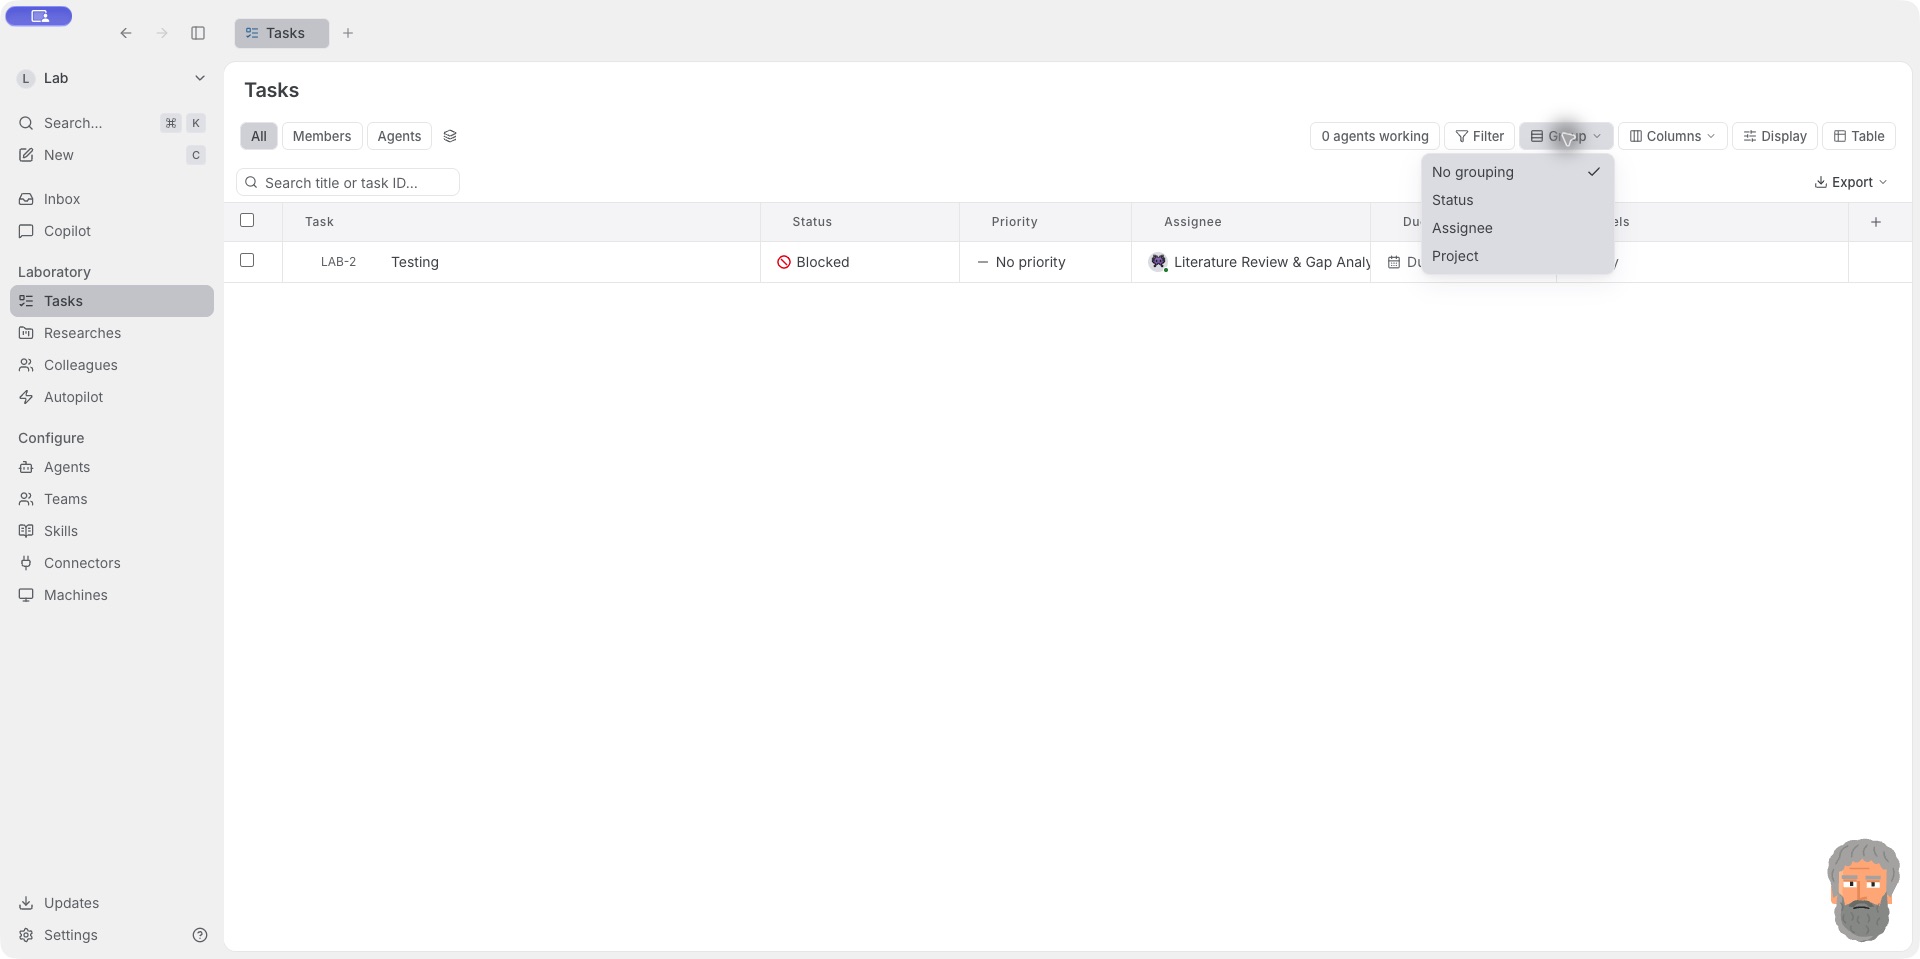 Tasks
L Lab
Search... ⌘ K
New C
Inbox
Copilot
Laboratory
Tasks
Researches
Colleagues
Autopilot
Configure
Agents
Teams
Skills
Connectors
Machines
Updates
Settings
Tasks
All Members Agents 0 agents working Filter Group Columns Display Table
No grouping
Status
Assignee
Project
Search title or task ID... Export
Task Status Priority Assignee
LAB-2 Testing Blocked No priority Literature Review & Gap Analy